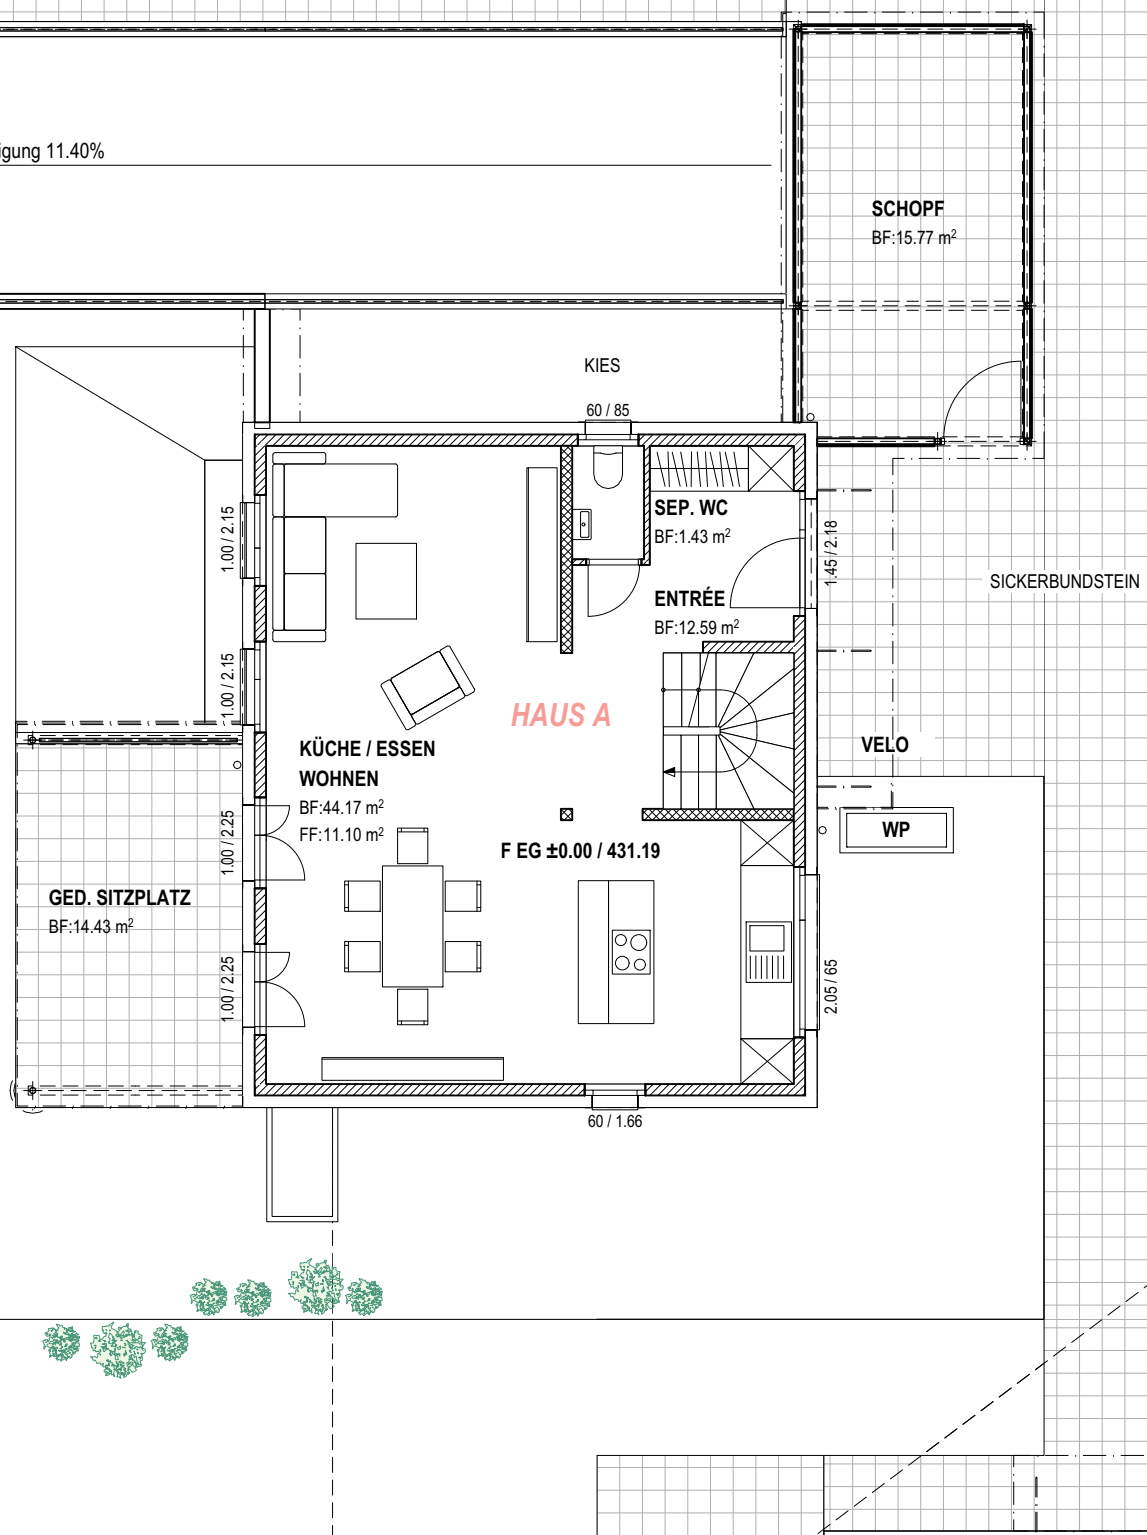 igung 11.40%
SCHOPF
BF:15.77 m²
KIES
60 / 85
1.00 / 2.15
SEP. WC
BF:1.43 m²
1.45 / 2.18
SICKERBUNDSTEIN
ENTRÉE
BF:12.59 m²
1.00 / 2.15
HAUS A
KÜCHE / ESSEN
WOHNEN
BF:44.17 m²
FF:11.10 m²
VELO
WP
1.00 / 2.25
F EG ±0.00 / 431.19
GED. SITZPLATZ
BF:14.43 m²
1.00 / 2.25
2.05 / 65
60 / 1.66